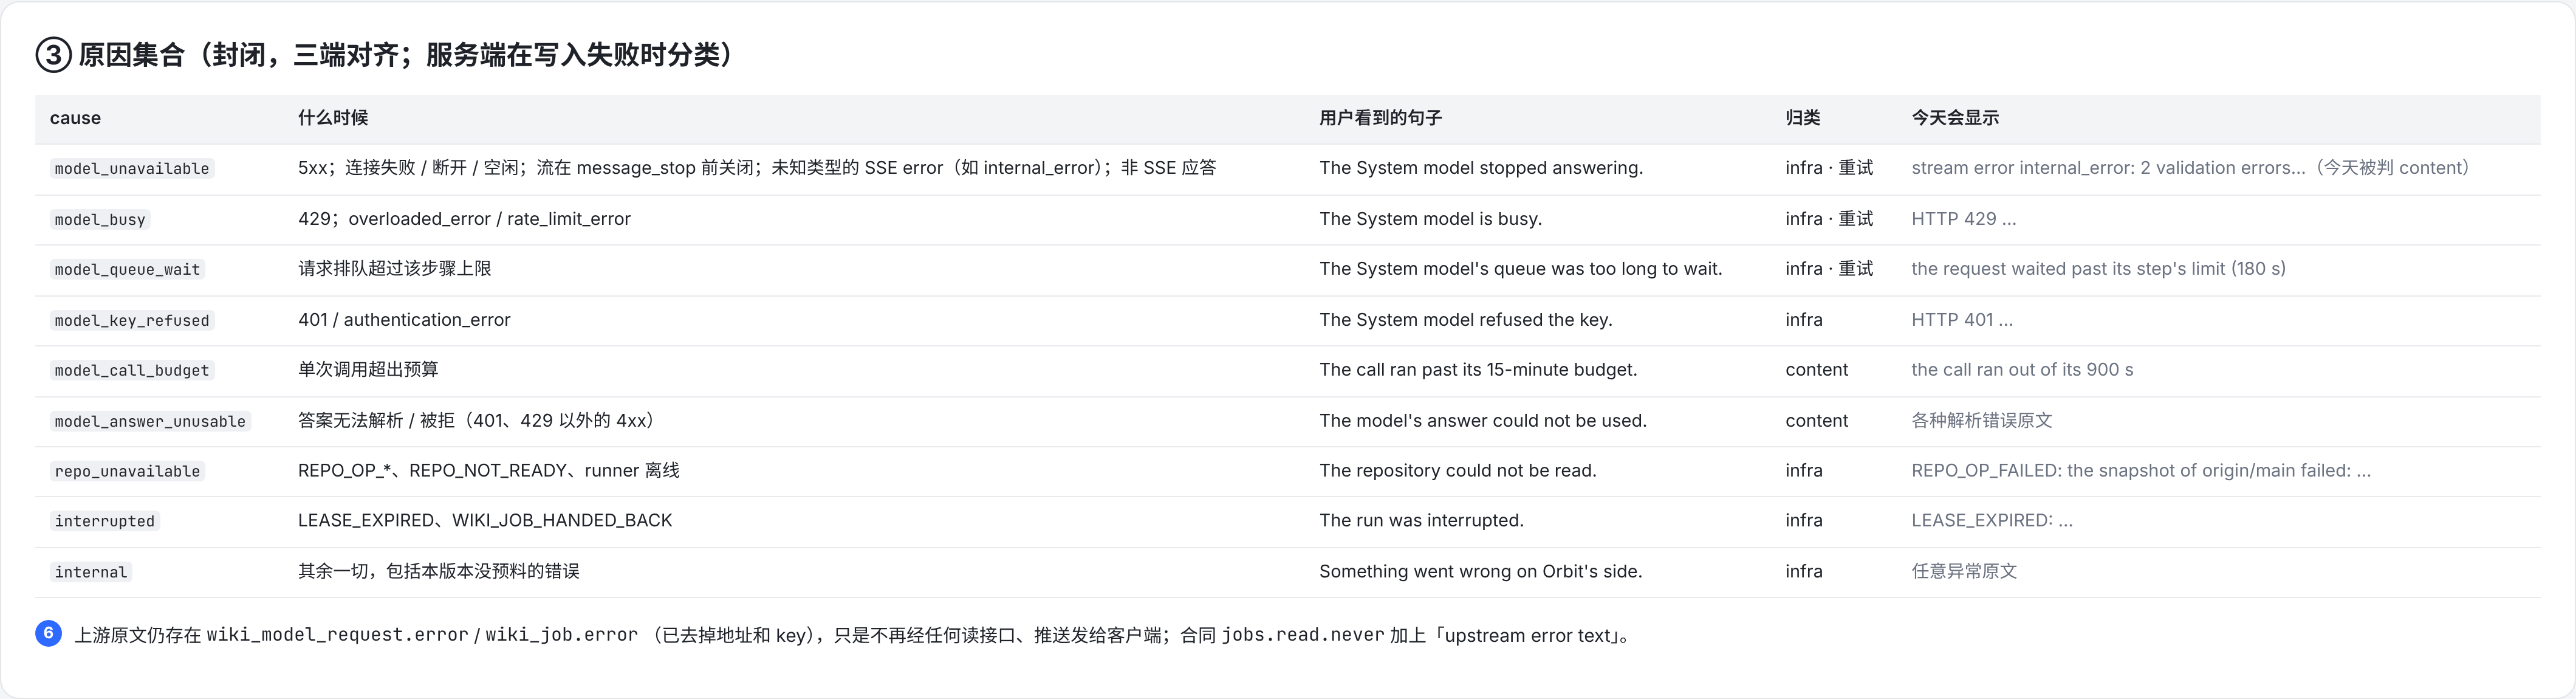 ③ 原因集合（封闭，三端对齐；服务端在写入失败时分类）
cause 什么时候 用户看到的句子 归类 今天会显示
model_unavailable 5xx；连接失败 / 断开 / 空闲；流在 message_stop 前关闭；未知类型的 SSE error（如 internal_error）；非 SSE 应答 The System model stopped answering. infra · 重试 stream error internal_error: 2 validation errors...（今天被判 content）
model_busy 429；overloaded_error / rate_limit_error The System model is busy. infra · 重试 HTTP 429 ...
model_queue_wait 请求排队超过该步骤上限 The System model's queue was too long to wait. infra · 重试 the request waited past its step's limit (180 s)
model_key_refused 401 / authentication_error The System model refused the key. infra HTTP 401 ...
model_call_budget 单次调用超出预算 The call ran past its 15-minute budget. content the call ran out of its 900 s
model_answer_unusable 答案无法解析 / 被拒（401、429 以外的 4xx） The model's answer could not be used. content 各种解析错误原文
repo_unavailable REPO_OP_*、REPO_NOT_READY、runner 离线 The repository could not be read. infra REPO_OP_FAILED: the snapshot of origin/main failed: ...
interrupted LEASE_EXPIRED、WIKI_JOB_HANDED_BACK The run was interrupted. infra LEASE_EXPIRED: ...
internal 其余一切，包括本版本没预料的错误 Something went wrong on Orbit's side. infra 任意异常原文
6 上游原文仍存在 wiki_model_request.error / wiki_job.error （已去掉地址和 key），只是不再经任何读接口、推送发给客户端；合同 jobs.read.never 加上「upstream error text」。